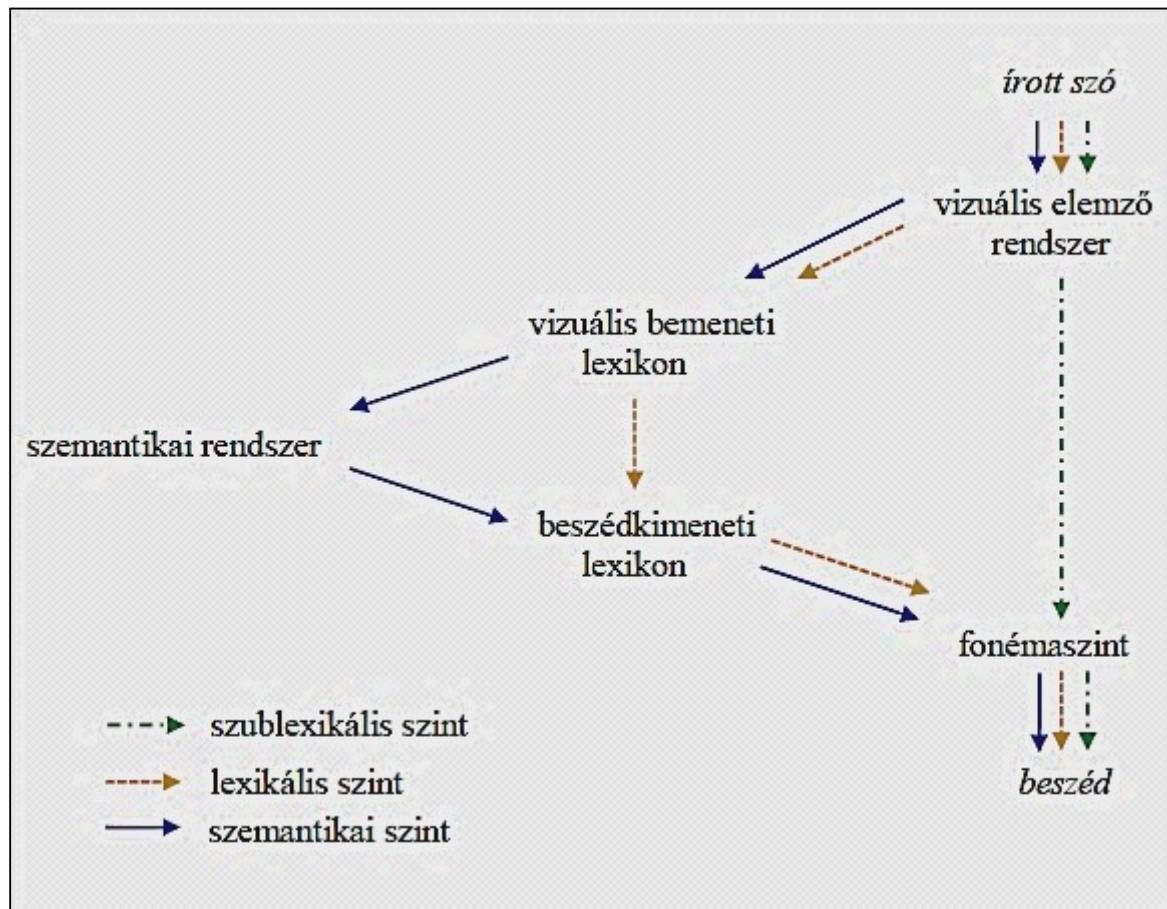 írott szó
vizuális elemző
rendszer
vizuális bemeneti
lexikon
szemantikai rendszer
beszédkimeneti
lexikon
fonémaszint
szublexikális szint
lexikális szint
szemantikai szint
beszéd